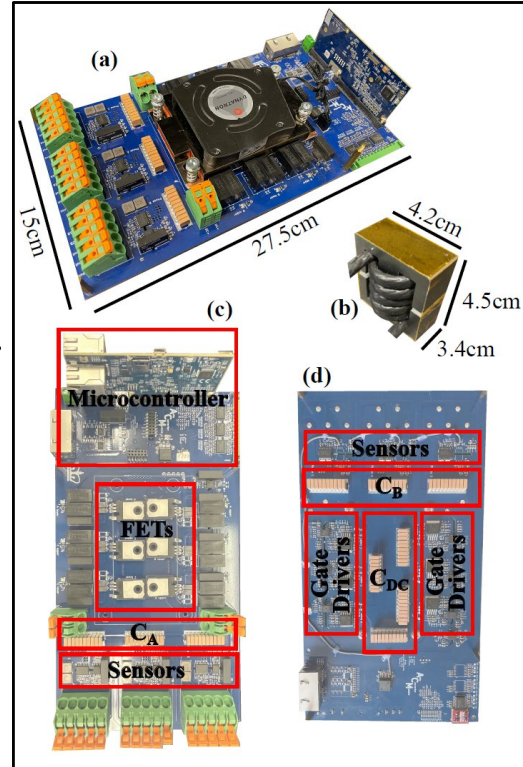 (a)
DYNATRON
15cm
27.5cm
4.2cm
4.5cm
3.4cm
(b)
(c)
Microcontroller
FETs
C_A
Sensors
(d)
Sensors
C_B
Gate
Drivers
C_DC
Gate
Drivers